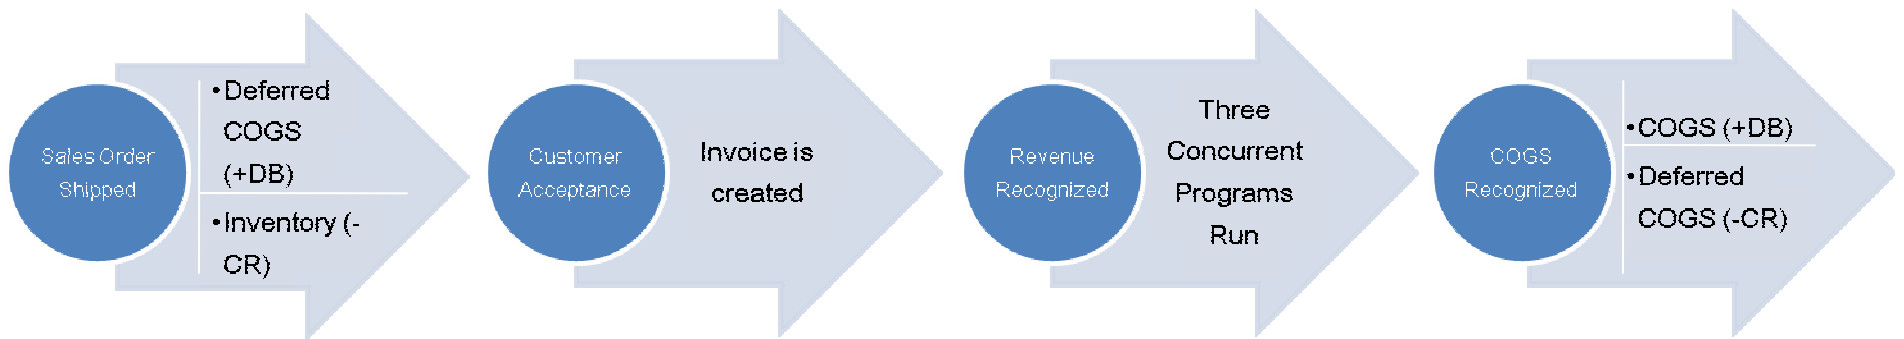 Sales Order
Shipped
•Deferred
COGS
(+DB)
•Inventory (-
CR)
Customer
Acceptance
Invoice is
created
Revenue
Recognized
Three
Concurrent
Programs
Run
COGS
Recognized
•COGS (+DB)
•Deferred
COGS (-CR)